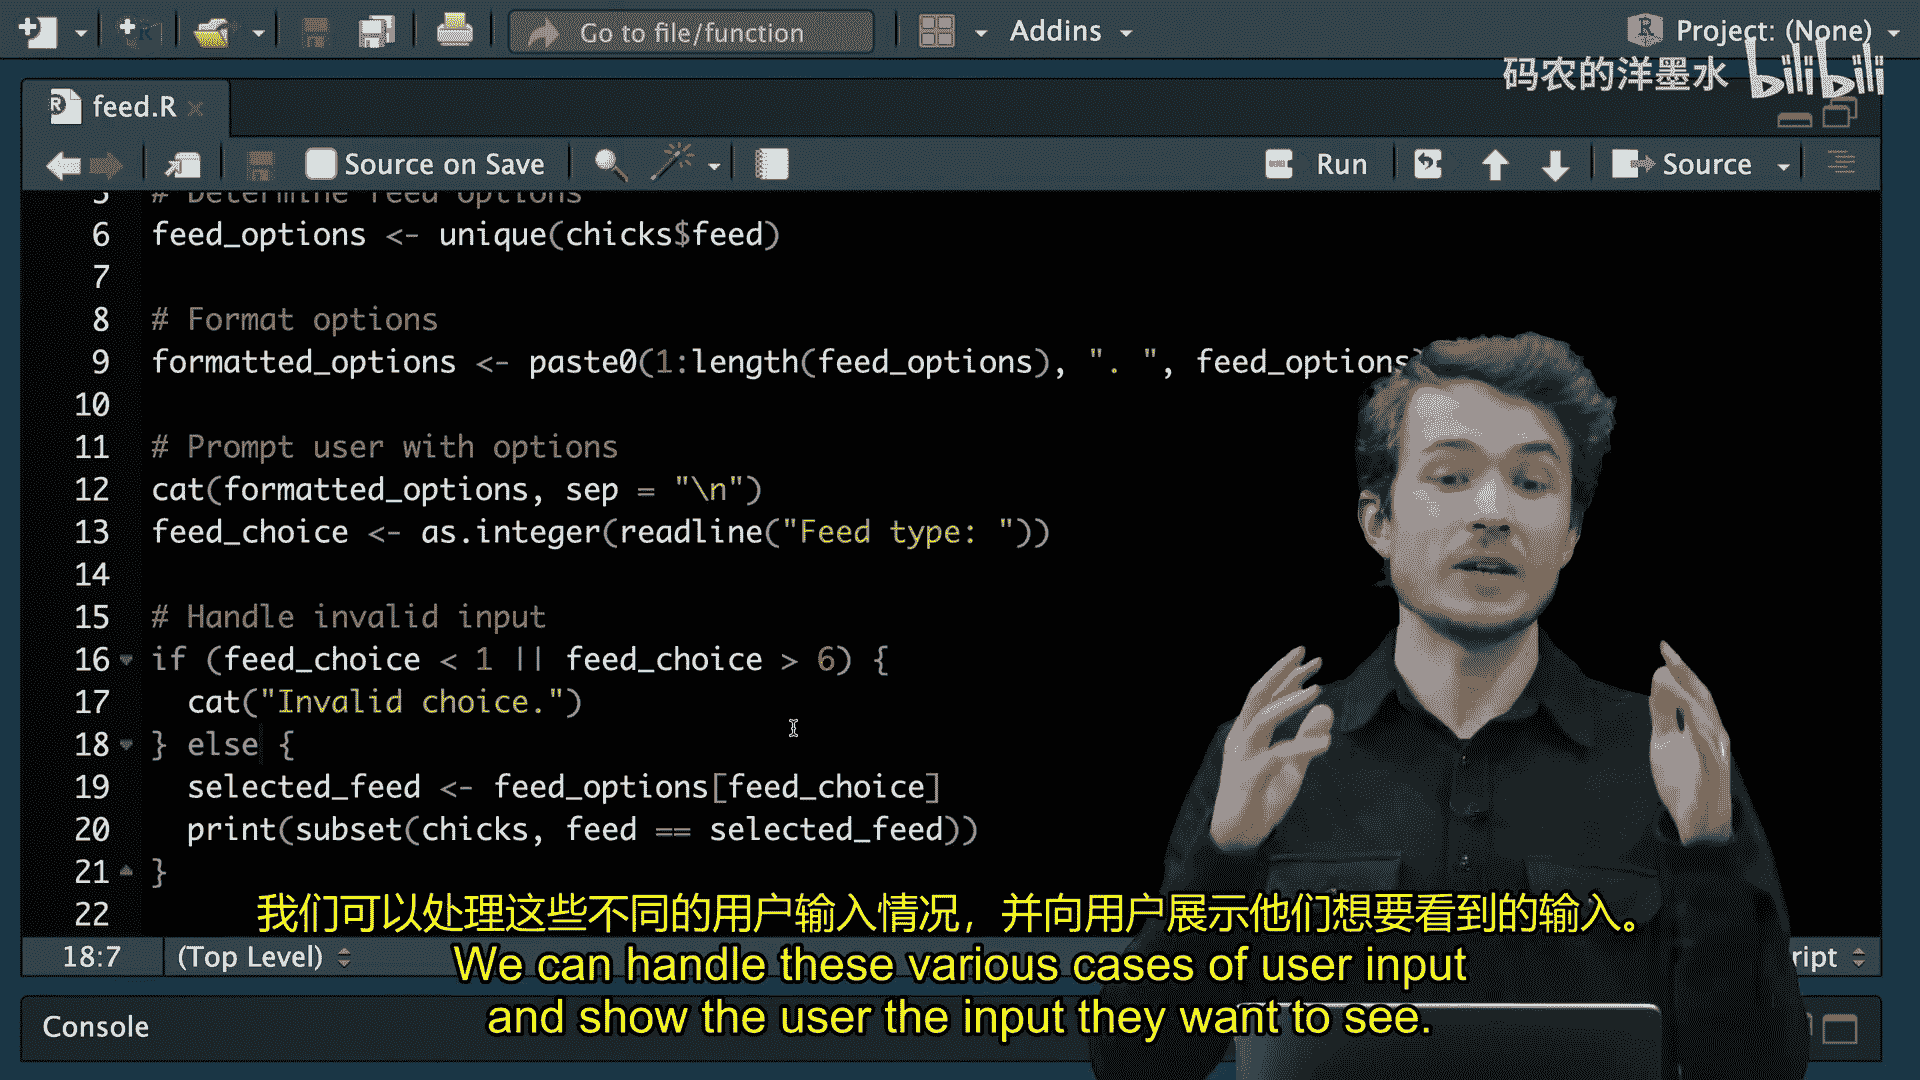 Go to file/function
Addins
Project: (None)
码农的洋墨水 bilibili
feed.R
Source on Save
Run
Source
5 # Determine feed options
6 feed_options <- unique(chicks$feed)
7
8 # Format options
9 formatted_options <- paste0(1:length(feed_options), ". ", feed_options)
10
11 # Prompt user with options
12 cat(formatted_options, sep = "\n")
13 feed_choice <- as.integer(readline("Feed type: "))
14
15 # Handle invalid input
16 if (feed_choice < 1 || feed_choice > 6) {
17 cat("Invalid choice.")
18 } else {
19 selected_feed <- feed_options[feed_choice]
20 print(subset(chicks, feed == selected_feed))
21 }
22
我们可以处理这些不同的用户输入情况，并向用户展示他们想要看到的输入。
18:7 (Top Level) ript
We can handle these various cases of user input
and show the user the input they want to see.
Console